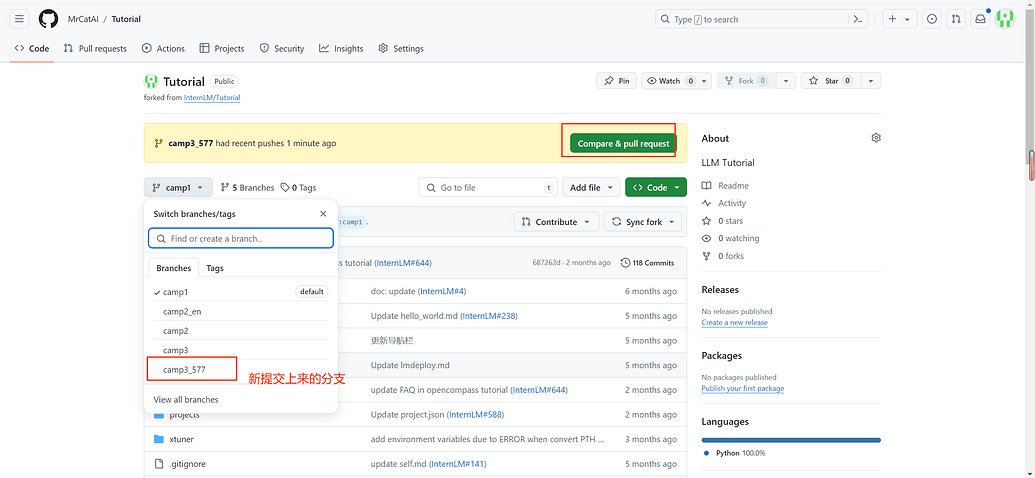 MrCatAI / Tutorial
Type / to search
Code Pull requests Actions Projects Security Insights Settings
Tutorial Public
forked from InternLM/Tutorial
Pin Watch 0 Fork 0 Star 0
camp3_577 had recent pushes 1 minute ago
Compare & pull request
camp1 5 Branches 0 Tags
Go to file t
Add file
Code
Switch branches/tags
Find or create a branch...
Branches Tags
camp1 default
camp2_en
camp2
camp3
camp3_577
新提交上来的分支
View all branches
:camp1 .
Contribute Sync fork
s tutorial (InternLM#644) 687262d · 2 months ago 118 Commits
doc: update (InternLM#4) 6 months ago
Update hello_world.md (InternLM#238) 5 months ago
更新导航栏 5 months ago
Update lmdeploy.md 5 months ago
update FAQ in opencompass tutorial (InternLM#644) 2 months ago
projects Update project.json (InternLM#588) 2 months ago
xtuner add environment variables due to ERROR when convert PTH ... 3 months ago
.gitignore update self.md (InternLM#141) 5 months ago
About
LLM Tutorial
Readme
Activity
0 stars
0 watching
0 forks
Releases
No releases published
Create a new release
Packages
No packages published
Publish your first package
Languages
Python 100.0%